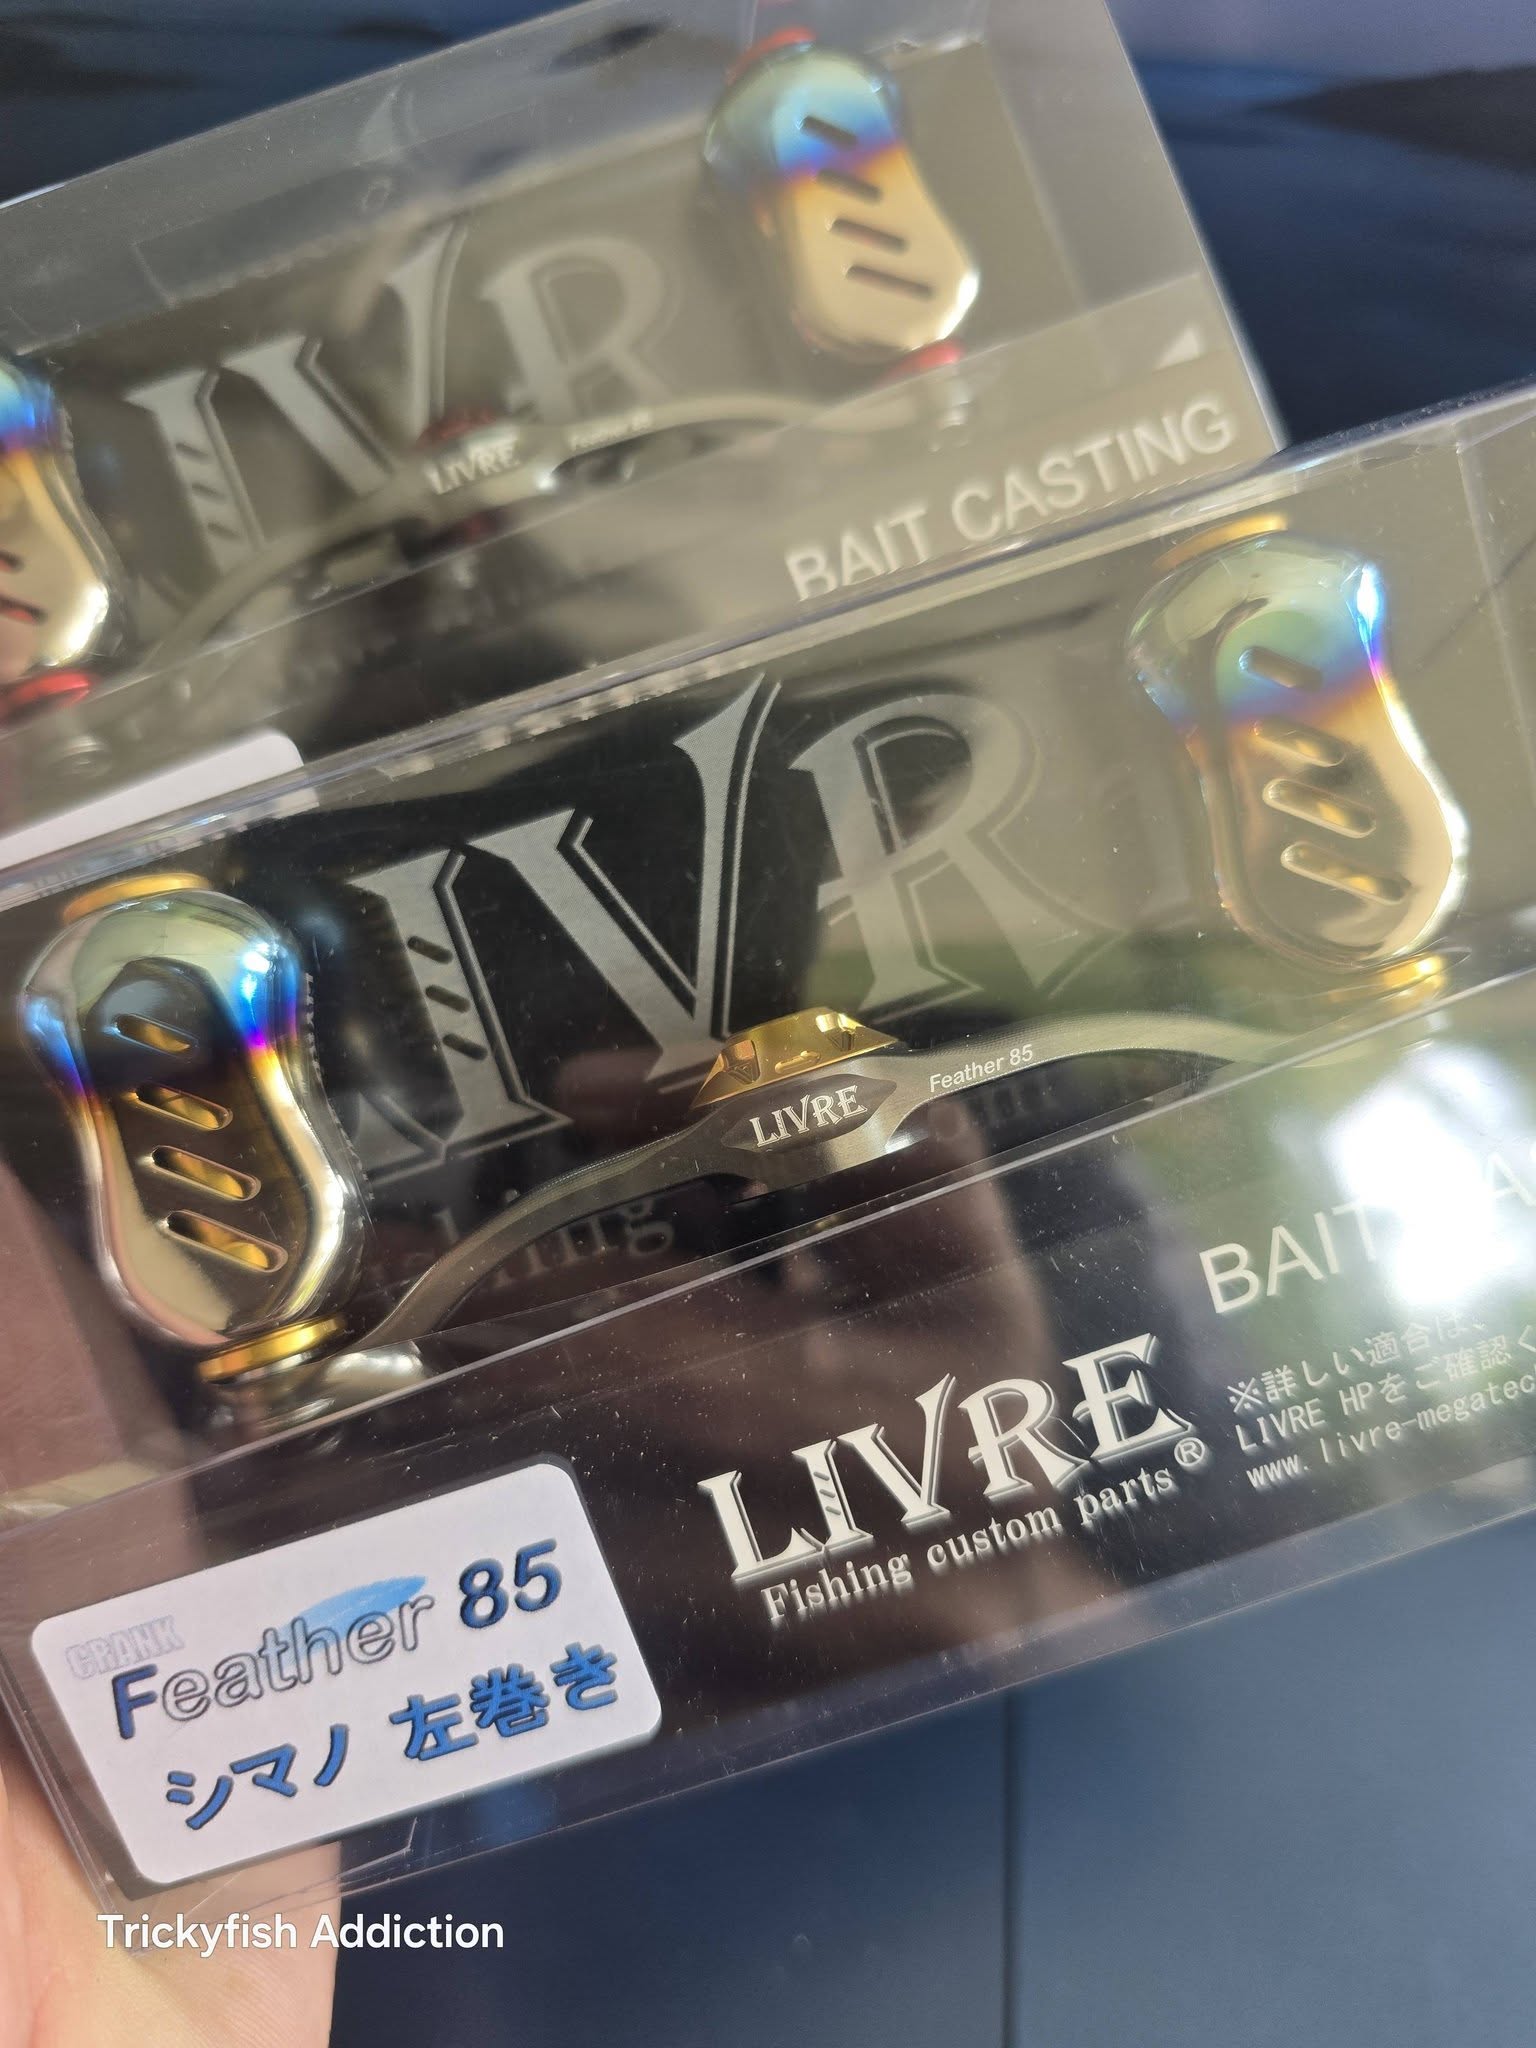 LIVR
LIVRE
Feather 85
BAIT CASTING
LIVR
LIVRE
Feather 85
BAIT
LIVRE®
Fishing custom parts
※詳しい適合は、
LIVRE HPをご確認く
www.livre-megatec
CRANK
Feather 85
シマノ 左巻き
Trickyfish Addiction